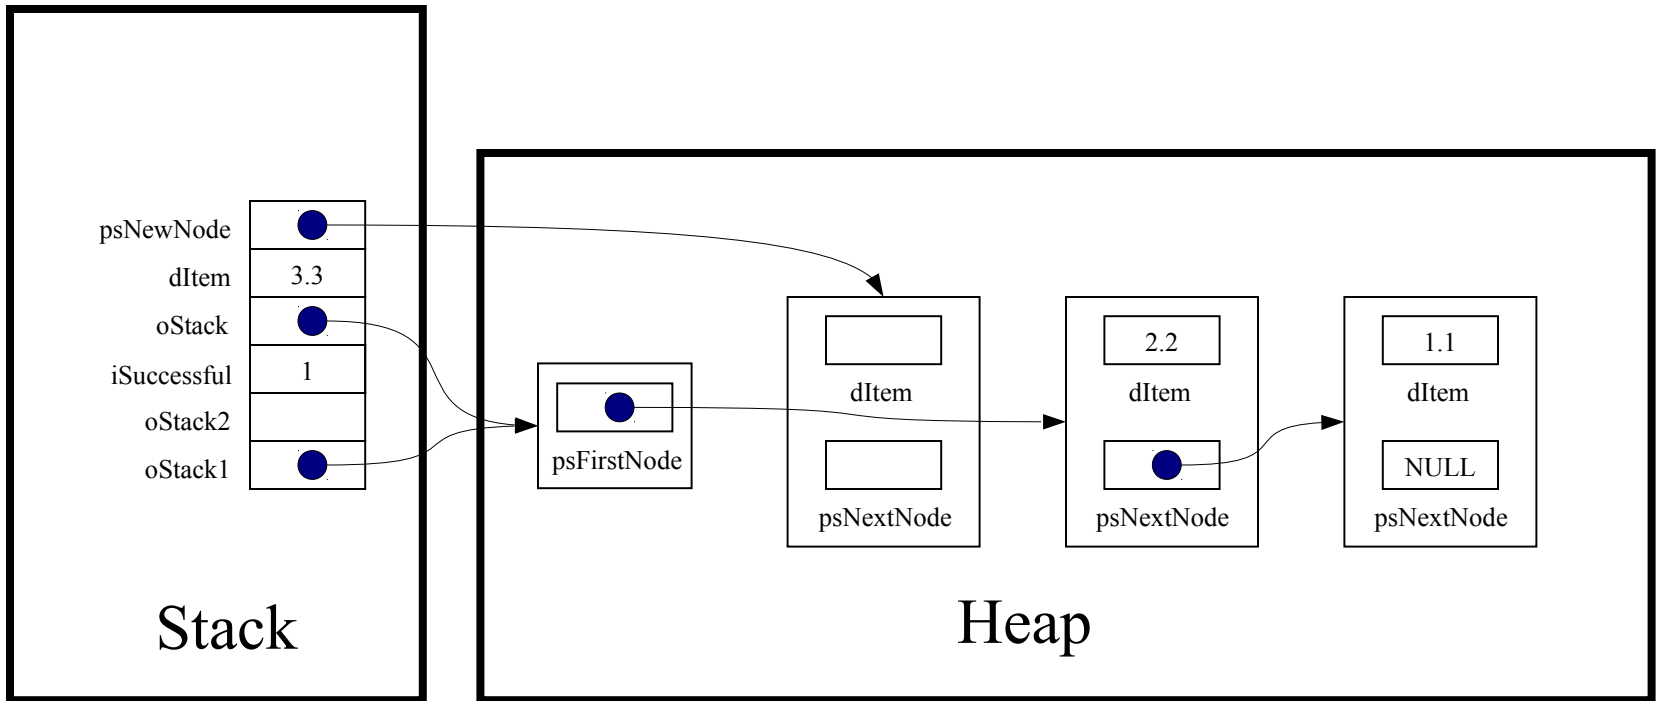 psNewNode
dItem 3.3
oStack
iSuccessful 1
oStack2
oStack1
Stack
psFirstNode
dItem
psNextNode
2.2
dItem
psNextNode
1.1
dItem
NULL
psNextNode
Heap